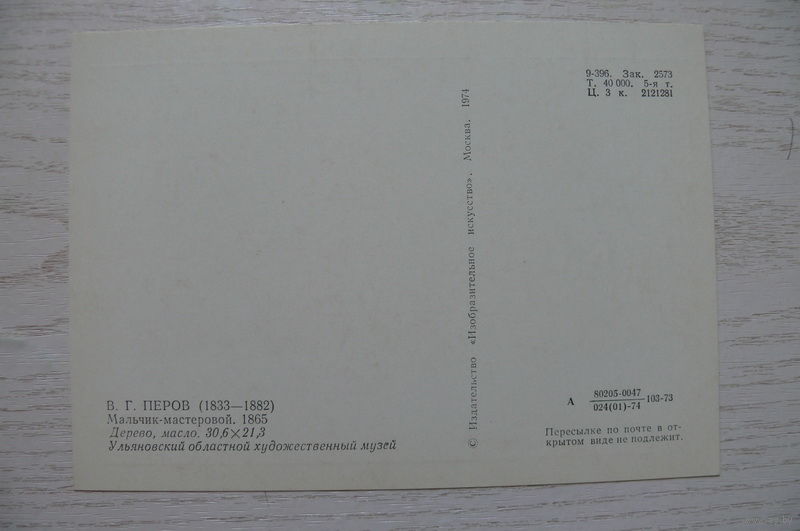 9-396. Зак. 2573
Т. 40 000. 5-я т.
Ц. 3 к. 2121281
© Издательство «Изобразительное искусство». Москва. 1974
В. Г. ПЕРОВ (1833—1882)
Мальчик-мастеровой. 1865
Дерево, масло. 30,6×21,3
Ульяновский областной художественный музей
А 80205-0047
024(01)-74 103-73
Пересылке по почте в от-
крытом виде не подлежит.